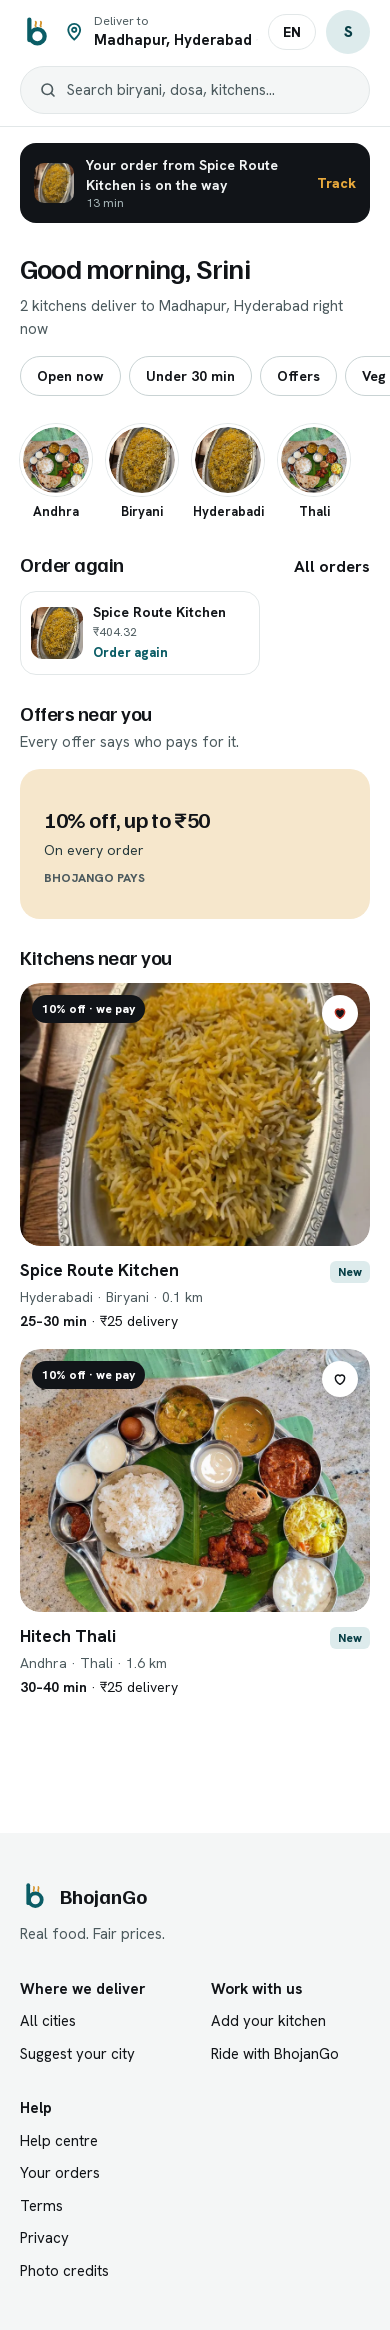 Deliver to
Madhapur, Hyderabad
EN
S
Search biryani, dosa, kitchens...
Your order from Spice Route
Kitchen is on the way
13 min
Track
Good morning, Srini
2 kitchens deliver to Madhapur, Hyderabad right
now
Open now
Under 30 min
Offers
Veg
Andhra
Biryani
Hyderabadi
Thali
Order again
All orders
Spice Route Kitchen
₹404.32
Order again
Offers near you
Every offer says who pays for it.
10% off, up to ₹50
On every order
BHOJANGO PAYS
Kitchens near you
10% off · we pay
Spice Route Kitchen
New
Hyderabadi · Biryani · 0.1 km
25–30 min · ₹25 delivery
10% off · we pay
Hitech Thali
New
Andhra · Thali · 1.6 km
30–40 min · ₹25 delivery
BhojanGo
Real food. Fair prices.
Where we deliver
All cities
Suggest your city
Work with us
Add your kitchen
Ride with BhojanGo
Help
Help centre
Your orders
Terms
Privacy
Photo credits